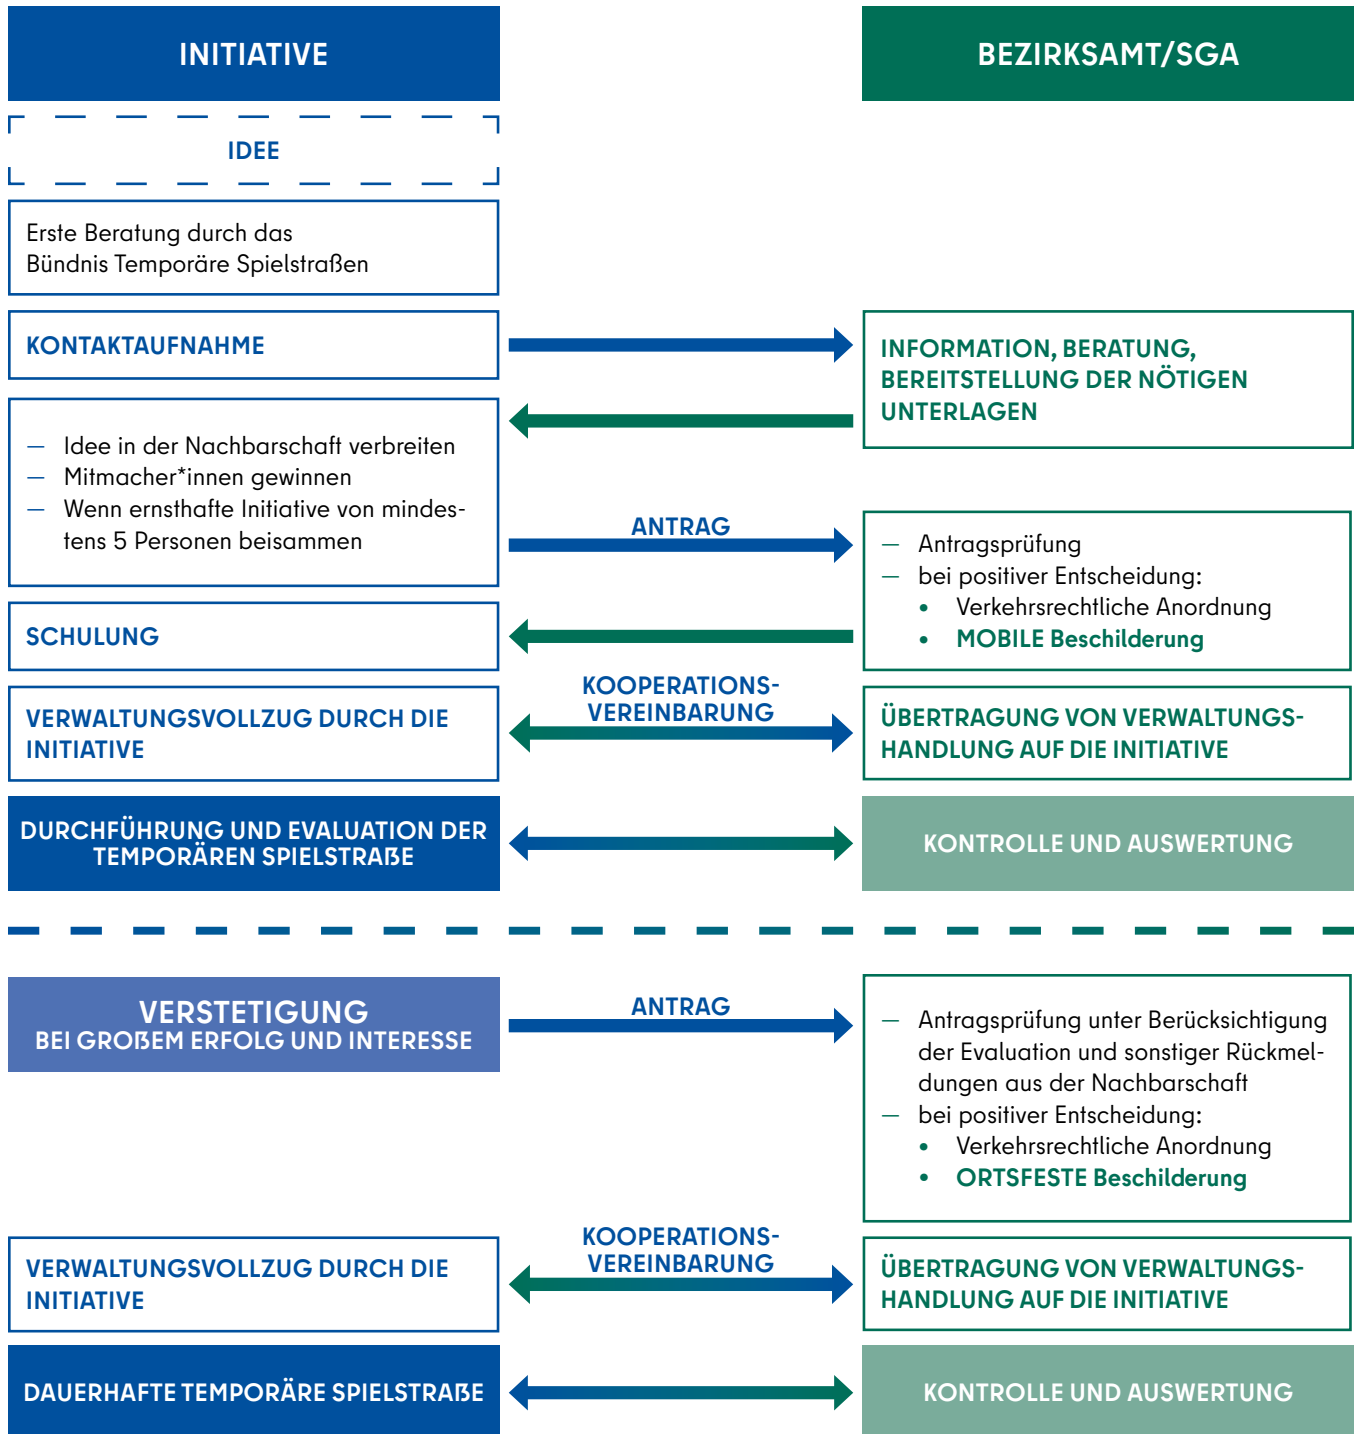 INITIATIVE
BEZIRKSAMT/SGA
IDEE
Erste Beratung durch das
Bündnis Temporäre Spielstraßen
KONTAKTAUFNAHME
INFORMATION, BERATUNG,
BEREITSTELLUNG DER NÖTIGEN
UNTERLAGEN
— Idee in der Nachbarschaft verbreiten
— Mitmacher*innen gewinnen
— Wenn ernsthafte Initiative von mindes-
tens 5 Personen beisammen
ANTRAG
— Antragsprüfung
— bei positiver Entscheidung:
• Verkehrsrechtliche Anordnung
• MOBILE Beschilderung
SCHULUNG
VERWALTUNGSVOLLZUG DURCH DIE
INITIATIVE
KOOPERATIONS-
VEREINBARUNG
ÜBERTRAGUNG VON VERWALTUNGS-
HANDLUNG AUF DIE INITIATIVE
DURCHFÜHRUNG UND EVALUATION DER
TEMPORÄREN SPIELSTRAßE
KONTROLLE UND AUSWERTUNG
VERSTETIGUNG
BEI GROßEM ERFOLG UND INTERESSE
ANTRAG
— Antragsprüfung unter Berücksichtigung
der Evaluation und sonstiger Rückmel-
dungen aus der Nachbarschaft
— bei positiver Entscheidung:
• Verkehrsrechtliche Anordnung
• ORTSFESTE Beschilderung
VERWALTUNGSVOLLZUG DURCH DIE
INITIATIVE
KOOPERATIONS-
VEREINBARUNG
ÜBERTRAGUNG VON VERWALTUNGS-
HANDLUNG AUF DIE INITIATIVE
DAUERHAFTE TEMPORÄRE SPIELSTRAßE
KONTROLLE UND AUSWERTUNG